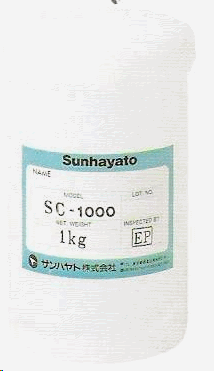 Sunhayato
NAME
MODEL LOT. NO.
SC-1000
NET. WEIGHT INSPECTED BY
1kg EP
サンハヤト株式会社